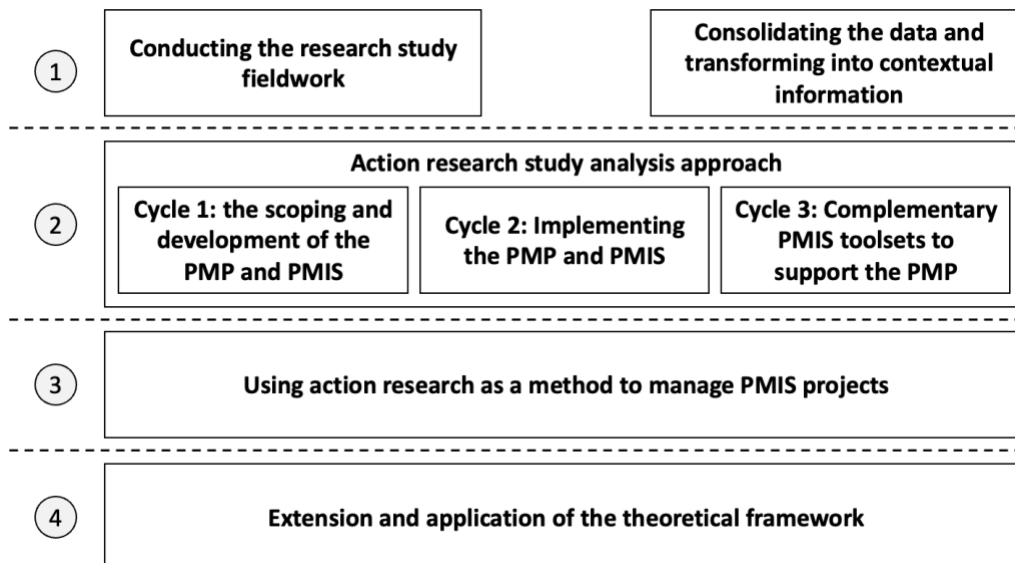 1
Conducting the research study
fieldwork
Consolidating the data and
transforming into contextual
information
2
Action research study analysis approach
Cycle 1: the scoping and
development of the
PMP and PMIS
Cycle 2: Implementing
the PMP and PMIS
Cycle 3: Complementary
PMIS toolsets to
support the PMP
3
Using action research as a method to manage PMIS projects
4
Extension and application of the theoretical framework